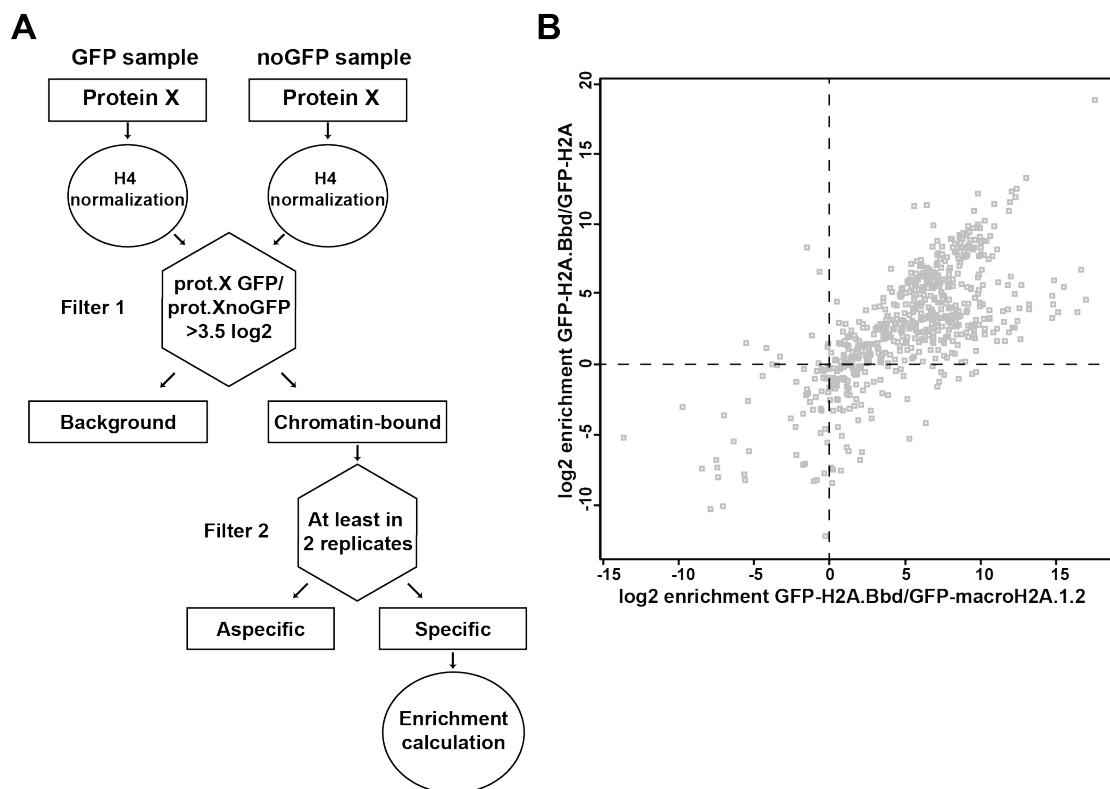 A
GFP sample
noGFP sample
Protein X
Protein X
H4
normalization
H4
normalization
Filter 1
prot.X GFP/
prot.XnoGFP
>3.5 log2
Background
Chromatin-bound
Filter 2
At least in
2 replicates
Aspecific
Specific
Enrichment
calculation
B
log2 enrichment GFP-H2A.Bbd/GFP-H2A
20
15
10
5
0
-5
-10
-15
-10
-5
0
5
10
15
log2 enrichment GFP-H2A.Bbd/GFP-macroH2A.1.2